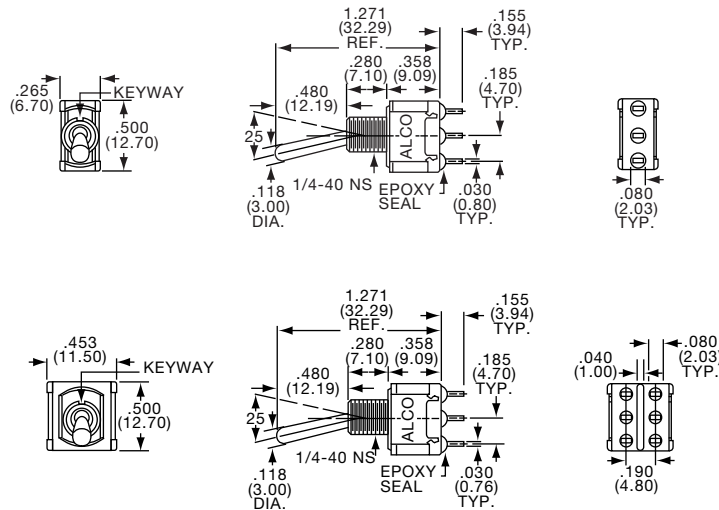 .265
(6.70)
KEYWAY
.500
(12.70)
1.271
(32.29)
REF.
.280
(7.10)
.358
(9.09)
.155
(3.94)
TYP.
.480
(12.19)
.185
(4.70)
TYP.
25
ALCO
.118
(3.00)
DIA.
1/4-40 NS
EPOXY
SEAL
.030
(0.80)
TYP.
.080
(2.03)
TYP.
.453
(11.50)
KEYWAY
.500
(12.70)
1.271
(32.29)
REF.
.280
(7.10)
.358
(9.09)
.155
(3.94)
TYP.
.480
(12.19)
.185
(4.70)
TYP.
25
ALCO
.118
(3.00)
DIA.
1/4-40 NS
EPOXY
SEAL
.030
(0.76)
TYP.
.040
(1.00)
.080
(2.03)
TYP.
.190
(4.80)